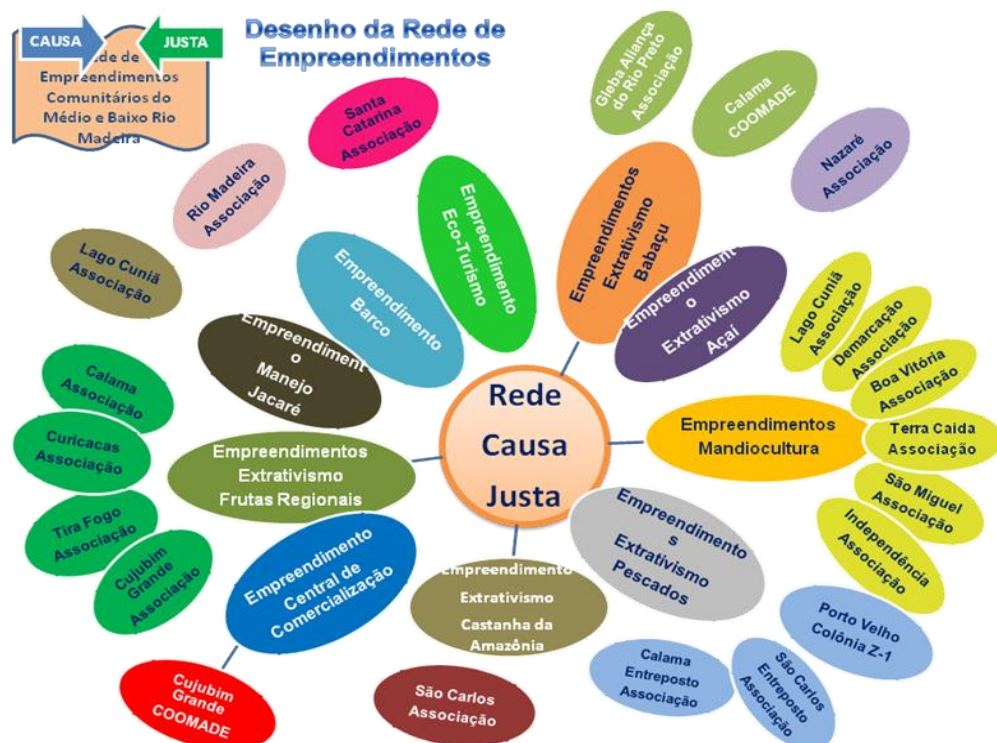 CAUSA
JUSTA
Rede de
Empreendimentos
Comunitários do
Médio e Baixo Rio
Madeira
Desenho da Rede de
Empreendimentos
Santa
Catarina
Associação
Rio Madeira
Associação
Lago Cuniã
Associação
Gleba Aliança
do Rio Preto
Associação
Calama
COOMADE
Nazaré
Associação
Empreendimento
Eco-Turismo
Empreendimento
Barco
Empreendiment
o
Manejo
Jacaré
Empreendimentos
Extrativismo
Babaçu
Empreendiment
o
Extrativismo
Açaí
Lago Cuniã
Associação
Demarcação
Associação
Boa Vitória
Associação
Terra Caida
Associação
São Miguel
Associação
Independência
Associação
Calama
Associação
Curicacas
Associação
Tira Fogo
Associação
Cujubim
Grande
Associação
Empreendimentos
Extrativismo
Frutas Regionais
Rede
Causa
Justa
Empreendimentos
Mandiocultura
Empreendimento
Central de
Comercialização
Empreendimento
Extrativismo
Castanha da
Amazônia
Empreendimento
s
Extrativismo
Pescados
Cujubim
Grande
COOMADE
São Carlos
Associação
Calama
Entreposto
Associação
São Carlos
Entreposto
Associação
Porto Velho
Colônia Z-1